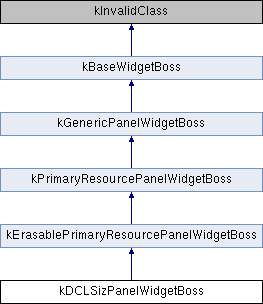 kInvalidClass
kBaseWidgetBoss
kGenericPanelWidgetBoss
kPrimaryResourcePanelWidgetBoss
kErasablePrimaryResourcePanelWidgetBoss
kDCLSizPanelWidgetBoss